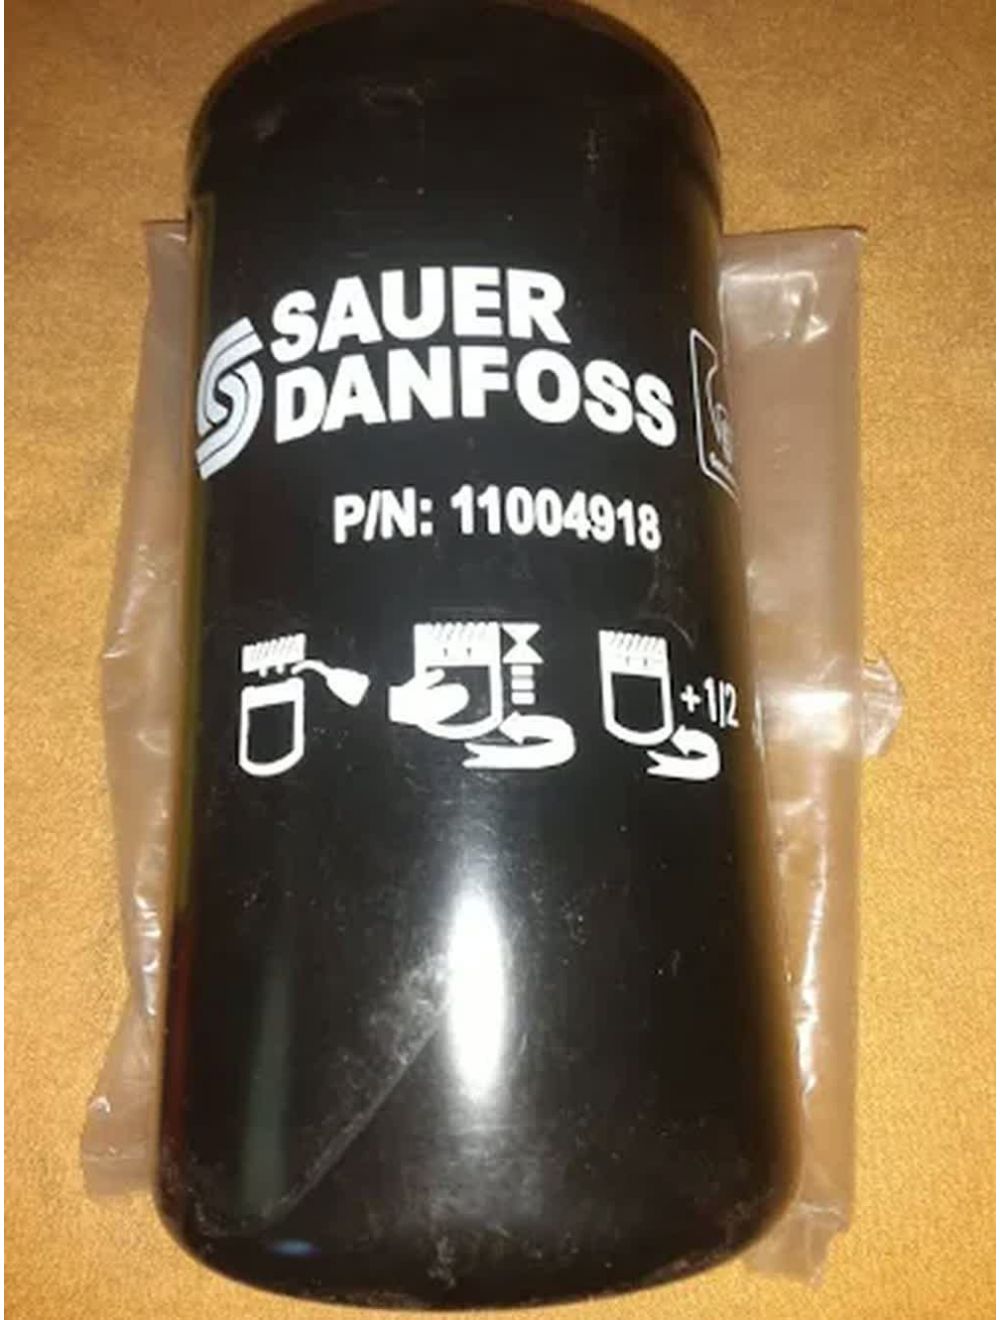 SAUER
DANFOSS
P/N: 11004918
+1/2